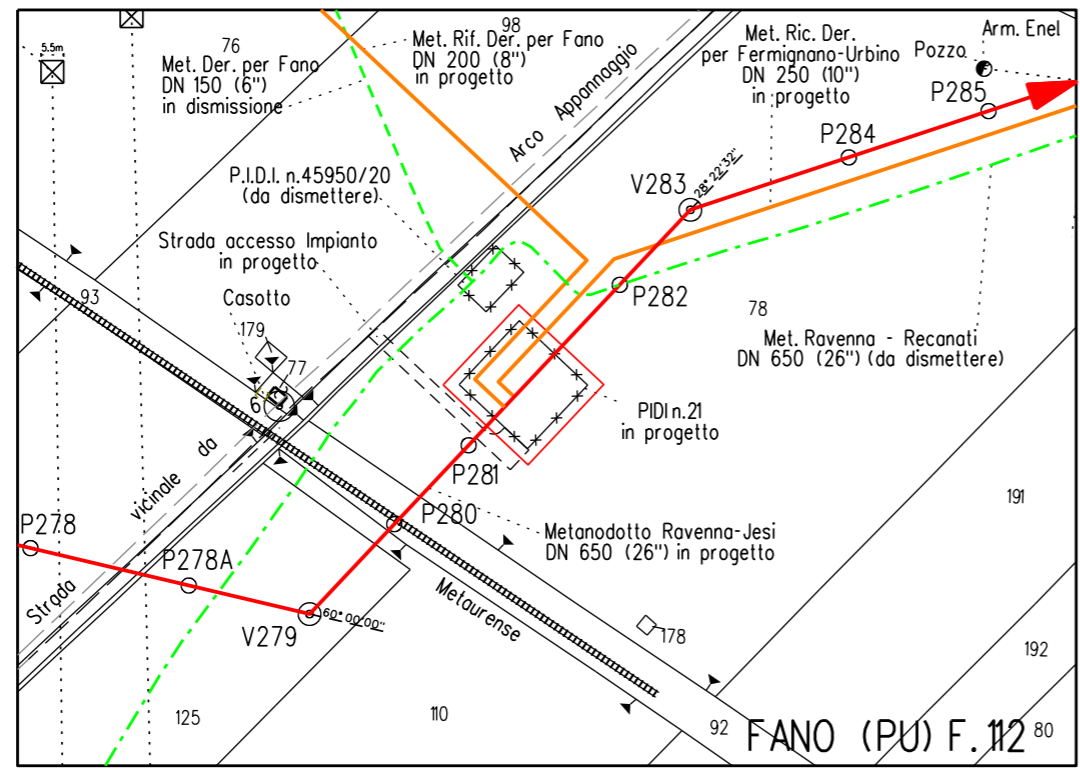 5.5m
76
98
Met. Der. per Fano
DN 150 (6")
in dismissione
Met. Rif. Der. per Fano
DN 200 (8")
in progetto
Arco Appannaggio
Met. Ric. Der.
per Fermignano-Urbino
DN 250 (10")
in progetto
Arm. Enel
Pozzo
P285
P284
V283
28° 22'32"
P.I.D.I. n.45950/20
(da dismettere)
Strada accesso Impianto
in progetto
Casotto
93
179
77
6
P282
78
Met. Ravenna - Recanati
DN 650 (26") (da dismettere)
PIDI n.21
in progetto
P281
P280
191
Metanodotto Ravenna-Jesi
DN 650 (26") in progetto
P278
P278A
Strada vicinale da
V279
60° 00'00"
Metaurense
178
192
125
110
92
FANO (PU) F. 112
80